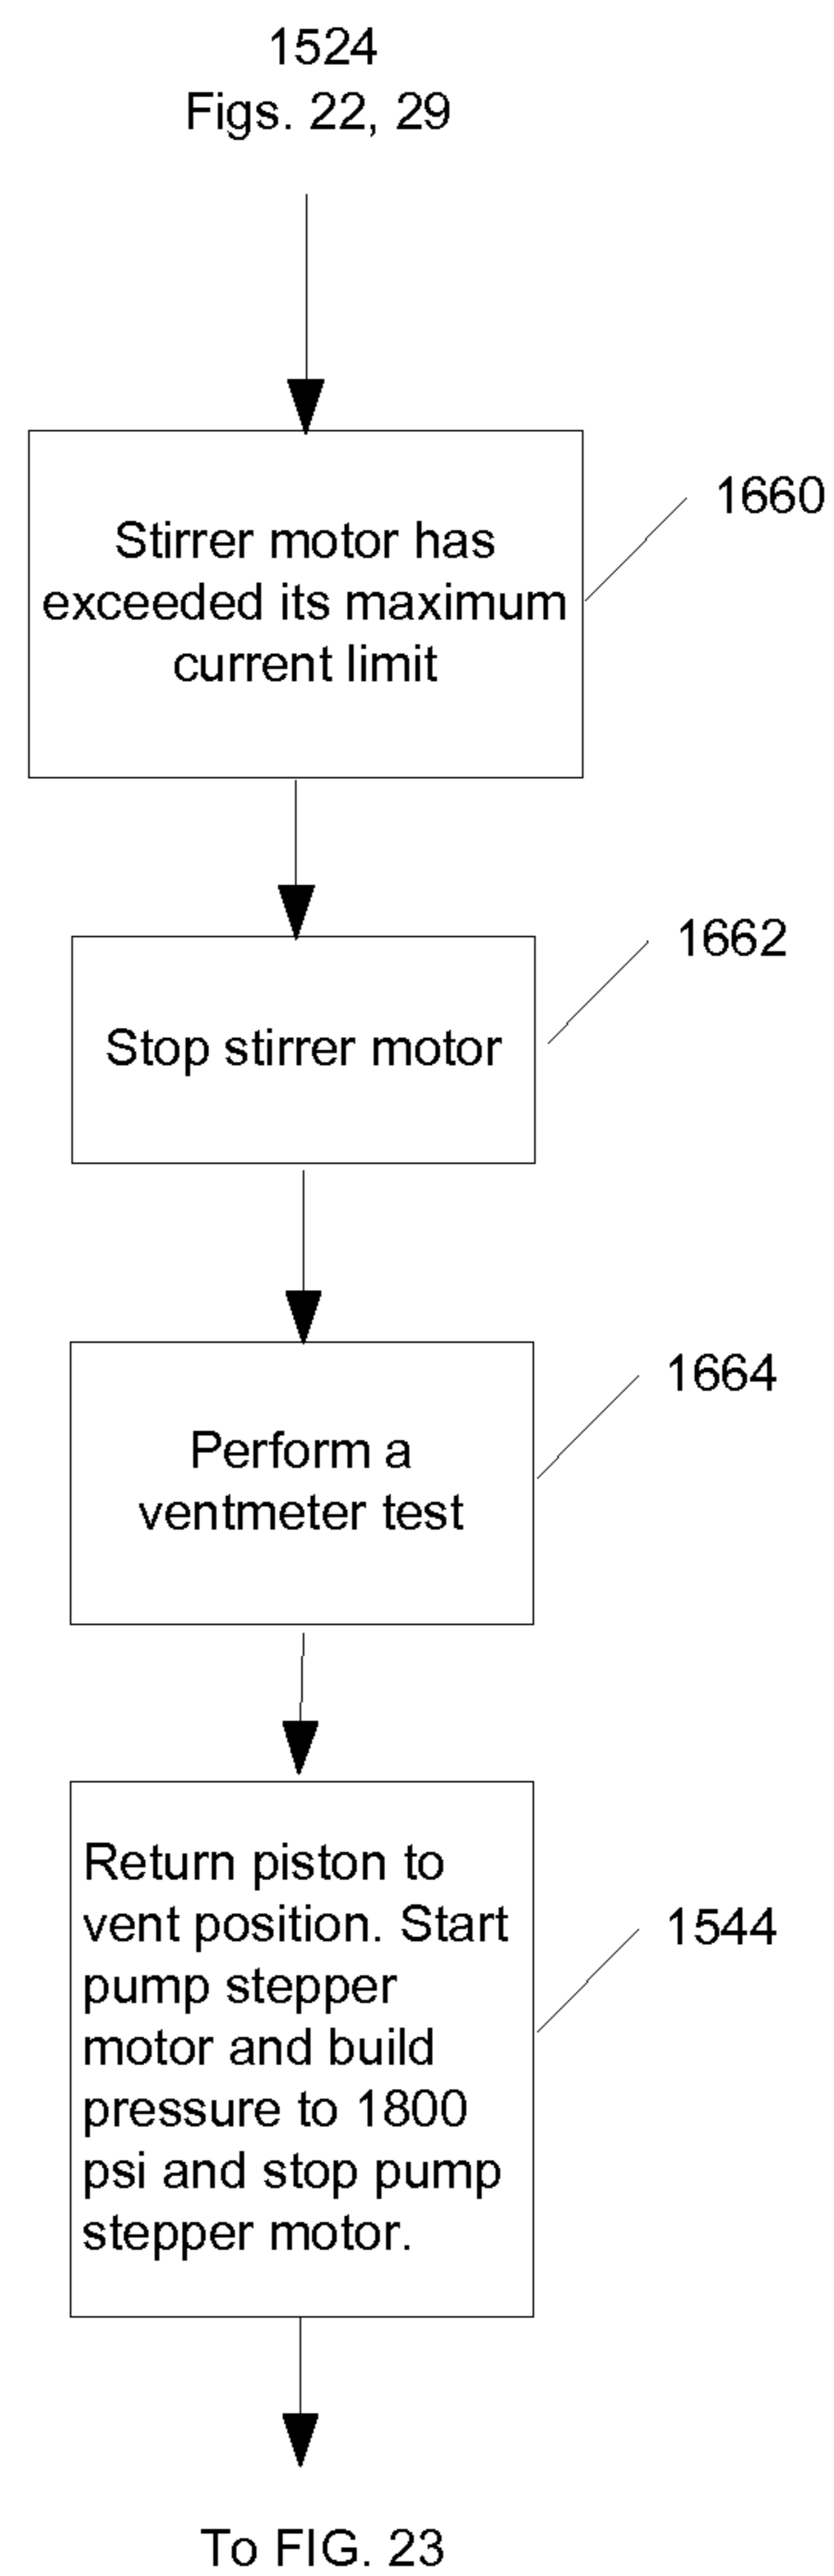 1524
Figs. 22, 29
Stirrer motor has
exceeded its maximum
current limit
1660
Stop stirrer motor
1662
Perform a
ventmeter test
1664
Return piston to
vent position. Start
pump stepper
motor and build
pressure to 1800
psi and stop pump
stepper motor.
1544
To FIG. 23